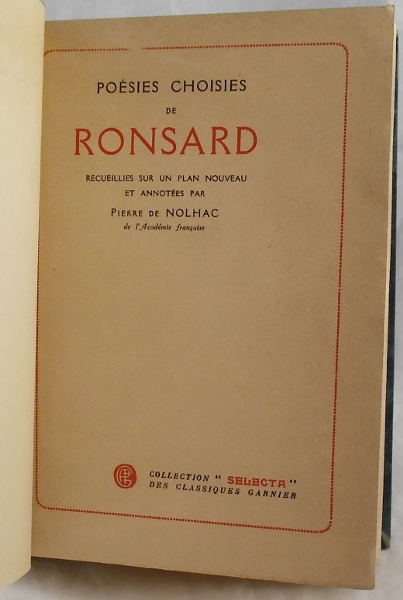 POÉSIES CHOISIES
DE
RONSARD
RECUEILLIES SUR UN PLAN NOUVEAU
ET ANNOTÉES PAR
PIERRE DE NOLHAC
de l'Académie française
COLLECTION "SELECTA"
DES CLASSIQUES GARNIER